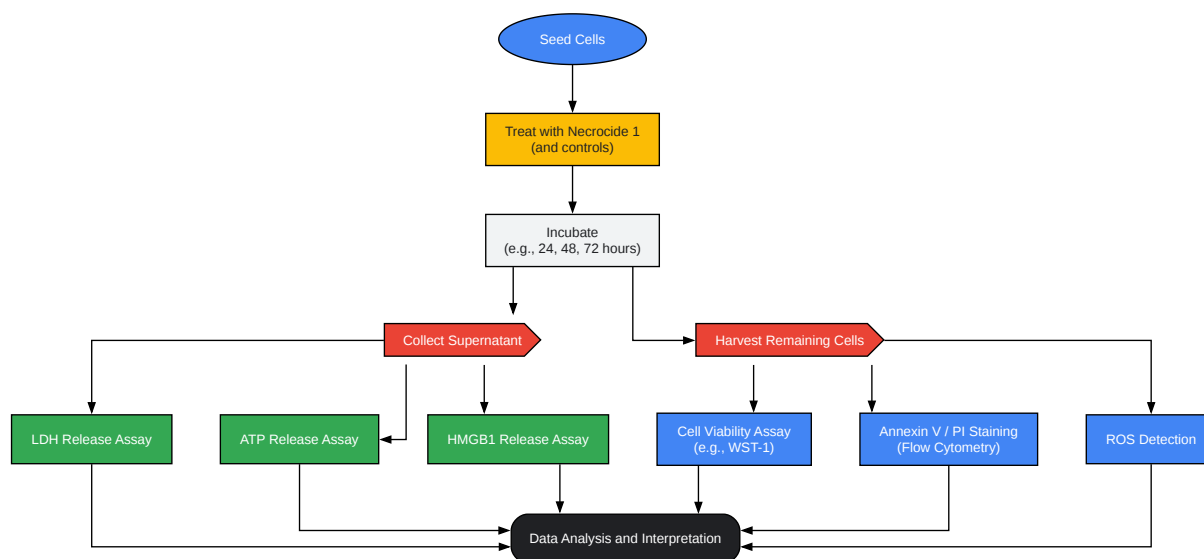 Seed Cells
Treat with Necrocide 1
(and controls)
Incubate
(e.g., 24, 48, 72 hours)
Collect Supernatant
Harvest Remaining Cells
LDH Release Assay
ATP Release Assay
HMGB1 Release Assay
Cell Viability Assay
(e.g., WST-1)
Annexin V / PI Staining
(Flow Cytometry)
ROS Detection
Data Analysis and Interpretation